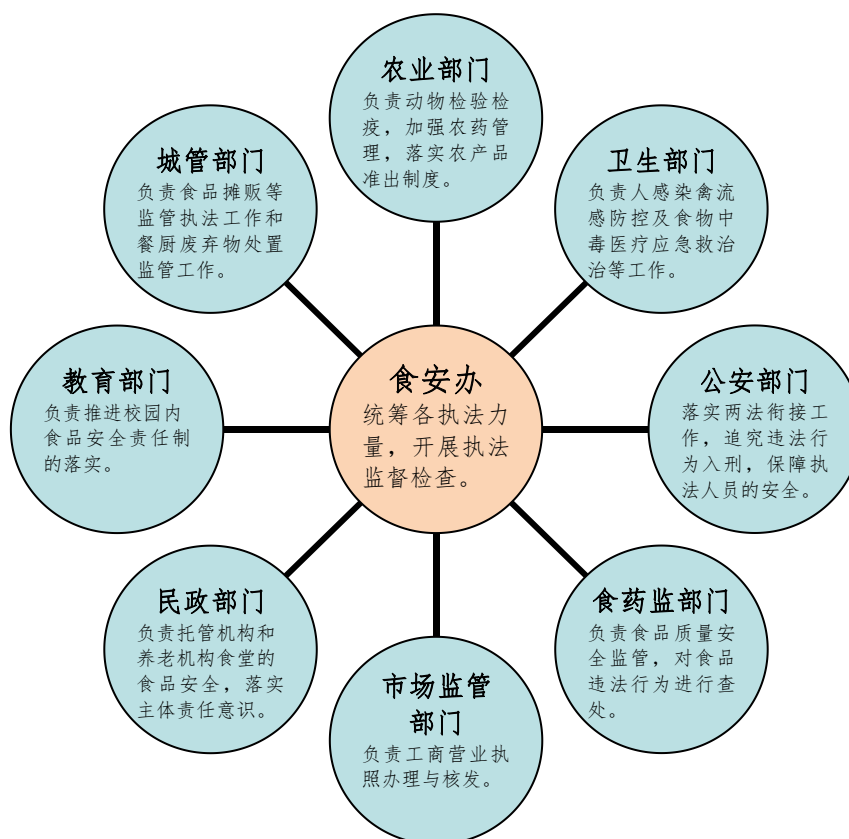 农业部门
负责动物检验检
疫，加强农药管
理，落实农产品
准出制度。
城管部门
负责食品摊贩等
监管执法工作和
餐厨废弃物处置
监管工作。
卫生部门
负责人感染禽流
感防控及食物中
毒医疗应急救治
治等工作。
教育部门
负责推进校园内
食品安全责任制
的落实。
食安办
统筹各执法力
量，开展执法
监督检查。
公安部门
落实两法衔接工
作，追究违法行
为入刑，保障执
法人员的安全。
民政部门
负责托管机构和
养老机构食堂的
食品安全，落实
主体责任意识。
食药监部门
负责食品质量安
全监管，对食品
违法行为进行查
处。
市场监管
部门
负责工商营业执
照办理与核发。